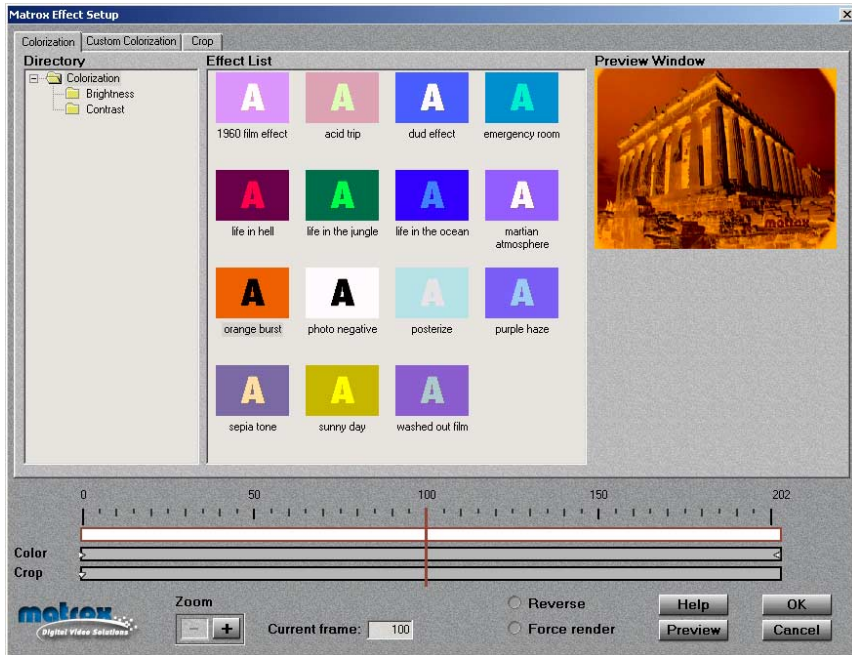 Matrox Effect Setup
Colorization Custom Colorization Crop
Directory
Colorization
Brightness
Contrast
Effect List
A A A A
1960 film effect acid trip dud effect emergency room
A A A A
life in hell life in the jungle life in the ocean martian atmosphere
A A A A
orange burst photo negative posterize purple haze
A A A
sepia tone sunny day washed out film
Preview Window
matrox
0 50 100 150 202
Color
Crop
matrox
Digital Video Solutions
Zoom
- +
Current frame: 100
Reverse
Force render
Help OK
Preview Cancel